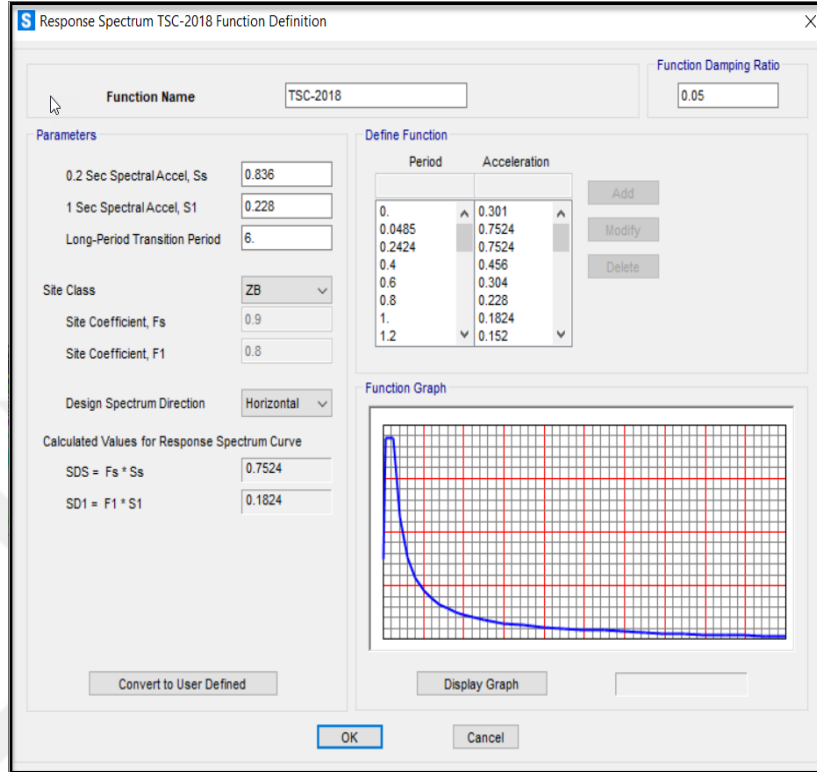 S Response Spectrum TSC-2018 Function Definition
Function Damping Ratio
Function Name TSC-2018 0.05
Parameters
0.2 Sec Spectral Accel, Ss 0.836
1 Sec Spectral Accel, S1 0.228
Long-Period Transition Period 6.
Site Class ZB
Site Coefficient, Fs 0.9
Site Coefficient, F1 0.8
Design Spectrum Direction Horizontal
Calculated Values for Response Spectrum Curve
SDS = Fs * Ss 0.7524
SD1 = F1 * S1 0.1824
Convert to User Defined
Define Function
Period Acceleration
0. 0.301
0.0485 0.7524
0.2424 0.7524
0.4 0.456
0.6 0.304
0.8 0.228
1. 0.1824
1.2 0.152
Add
Modify
Delete
Function Graph
Display Graph
OK Cancel